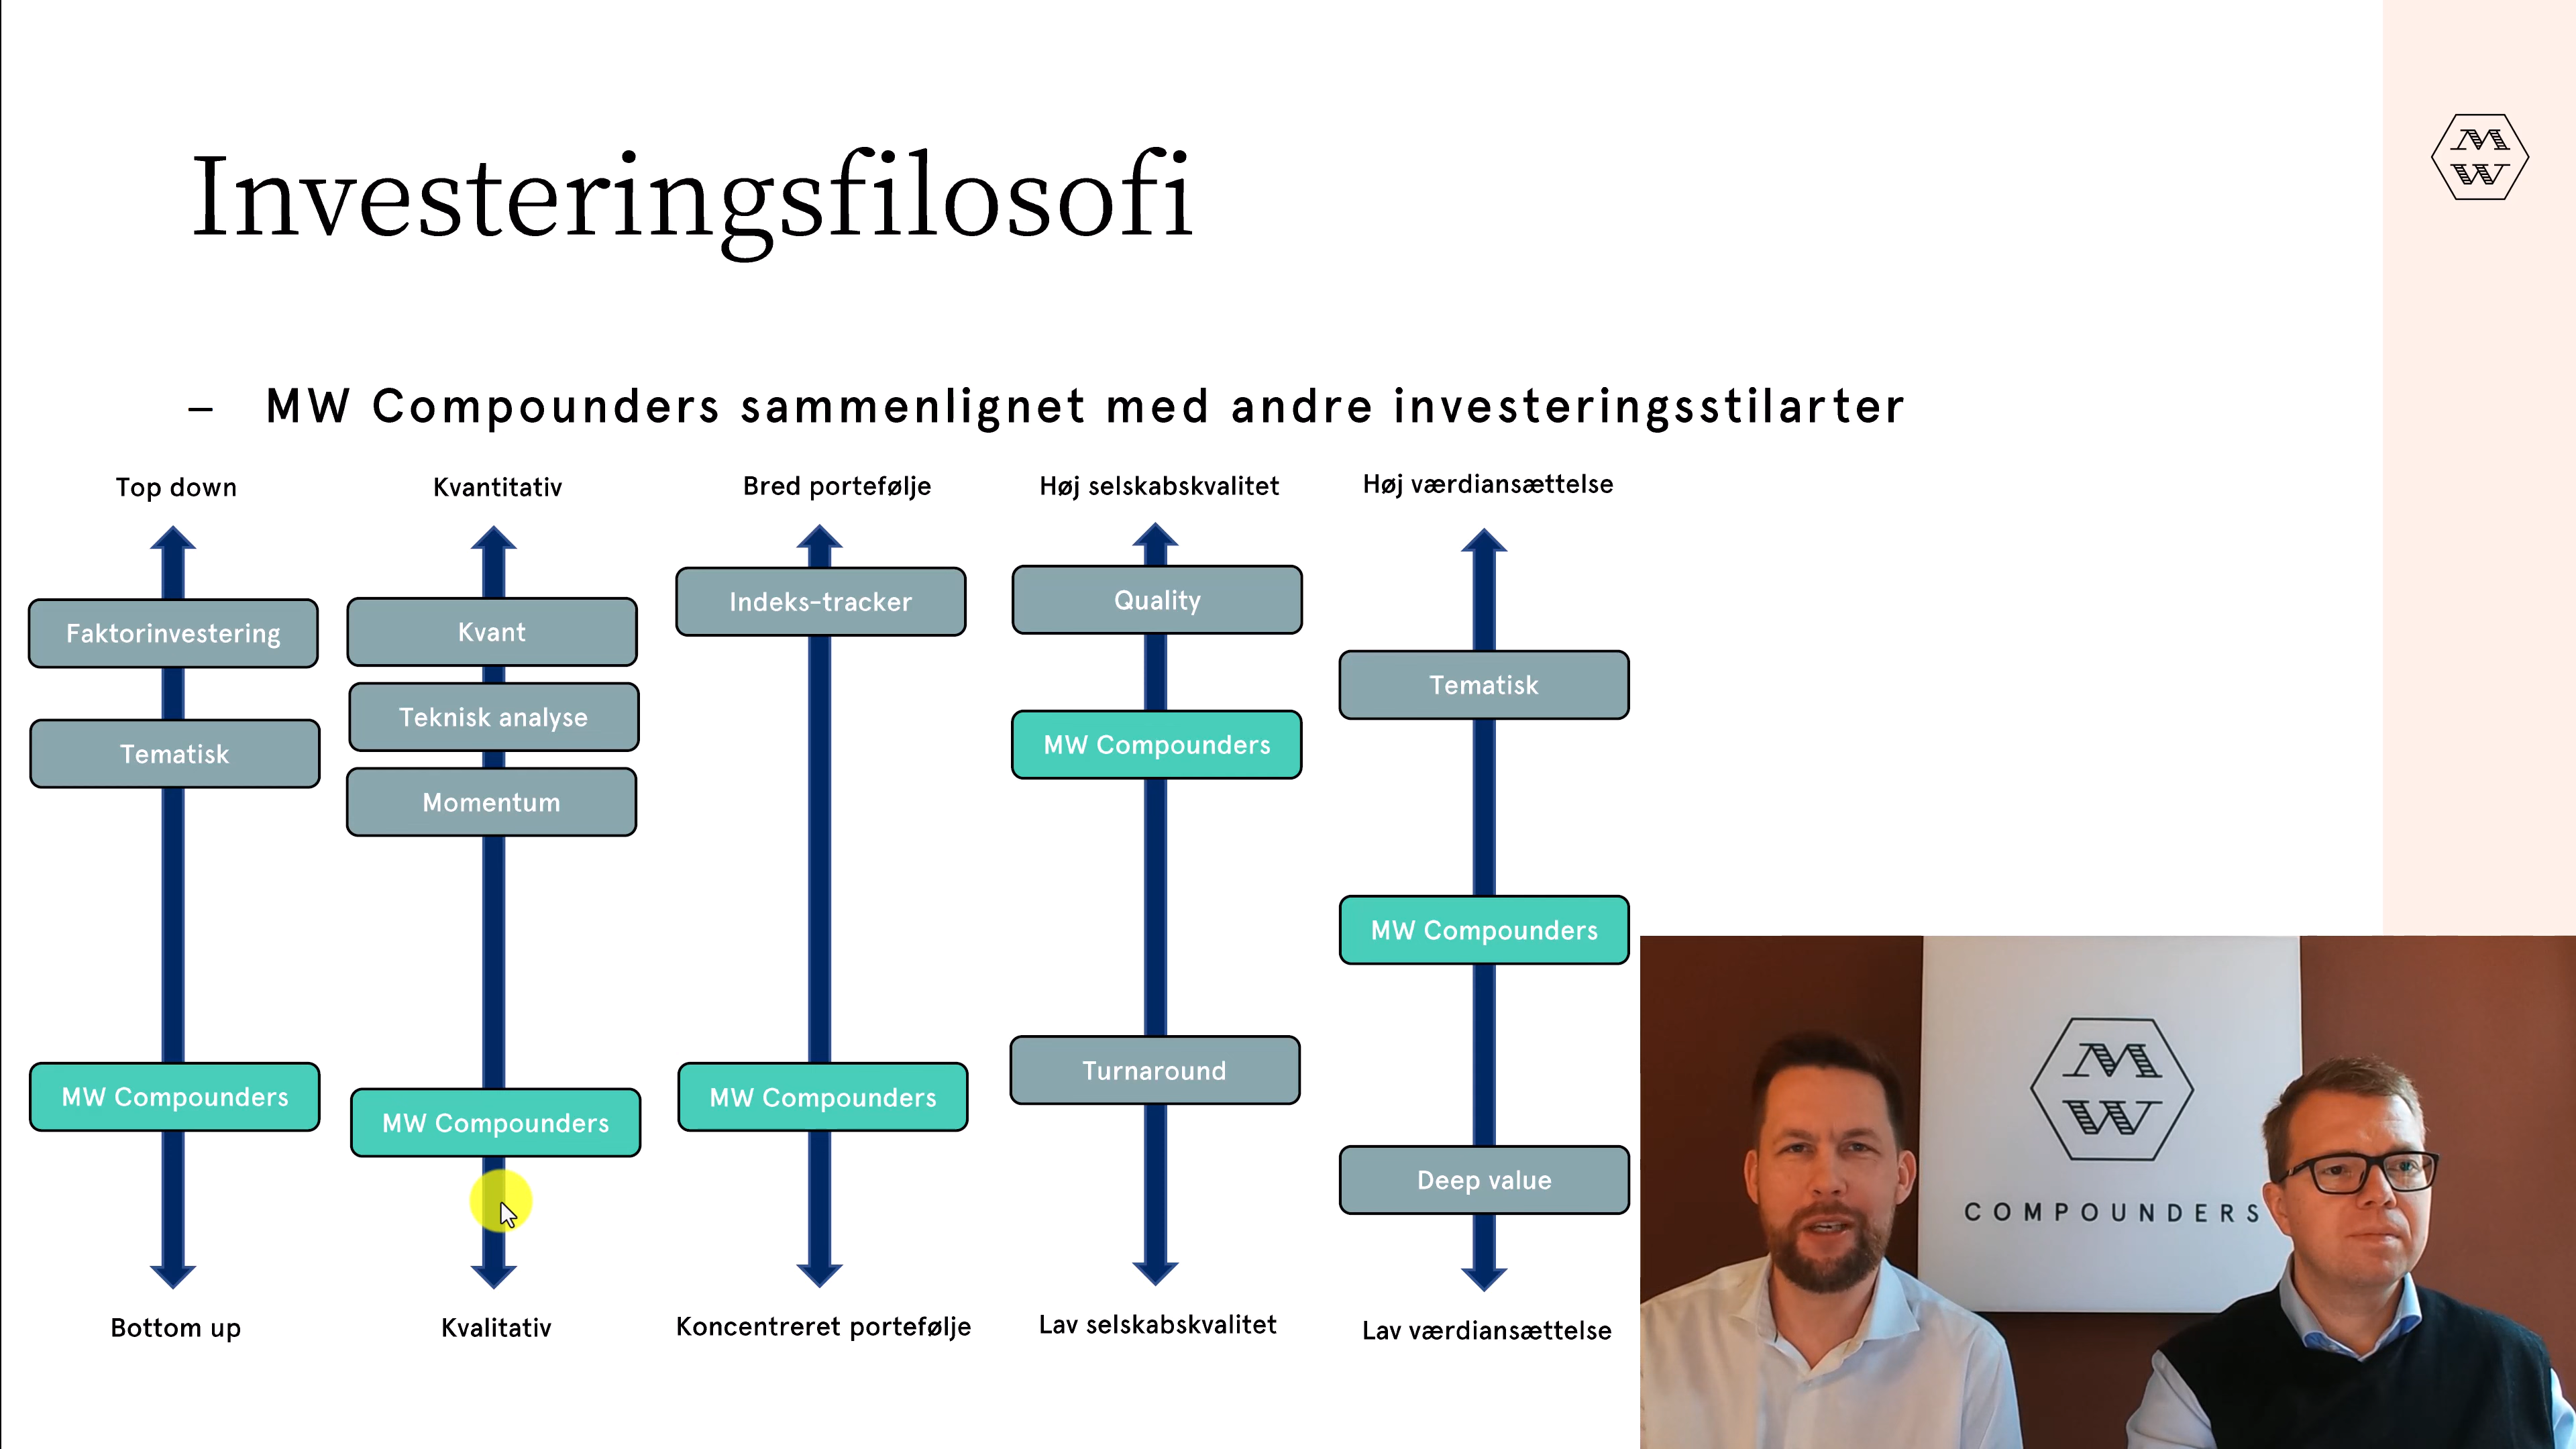 Investeringsfilosofi
M
W
– MW Compounders sammenlignet med andre investeringsstilarter
Top down
Faktorinvestering
Tematisk
MW Compounders
Bottom up
Kvantitativ
Kvant
Teknisk analyse
Momentum
MW Compounders
Kvalitativ
Bred portefølje
Indeks-tracker
MW Compounders
Koncentreret portefølje
Høj selskabskvalitet
Quality
MW Compounders
Turnaround
Lav selskabskvalitet
Høj værdiansættelse
Tematisk
MW Compounders
Deep value
Lav værdiansættelse
M
W
COMPOUNDERS